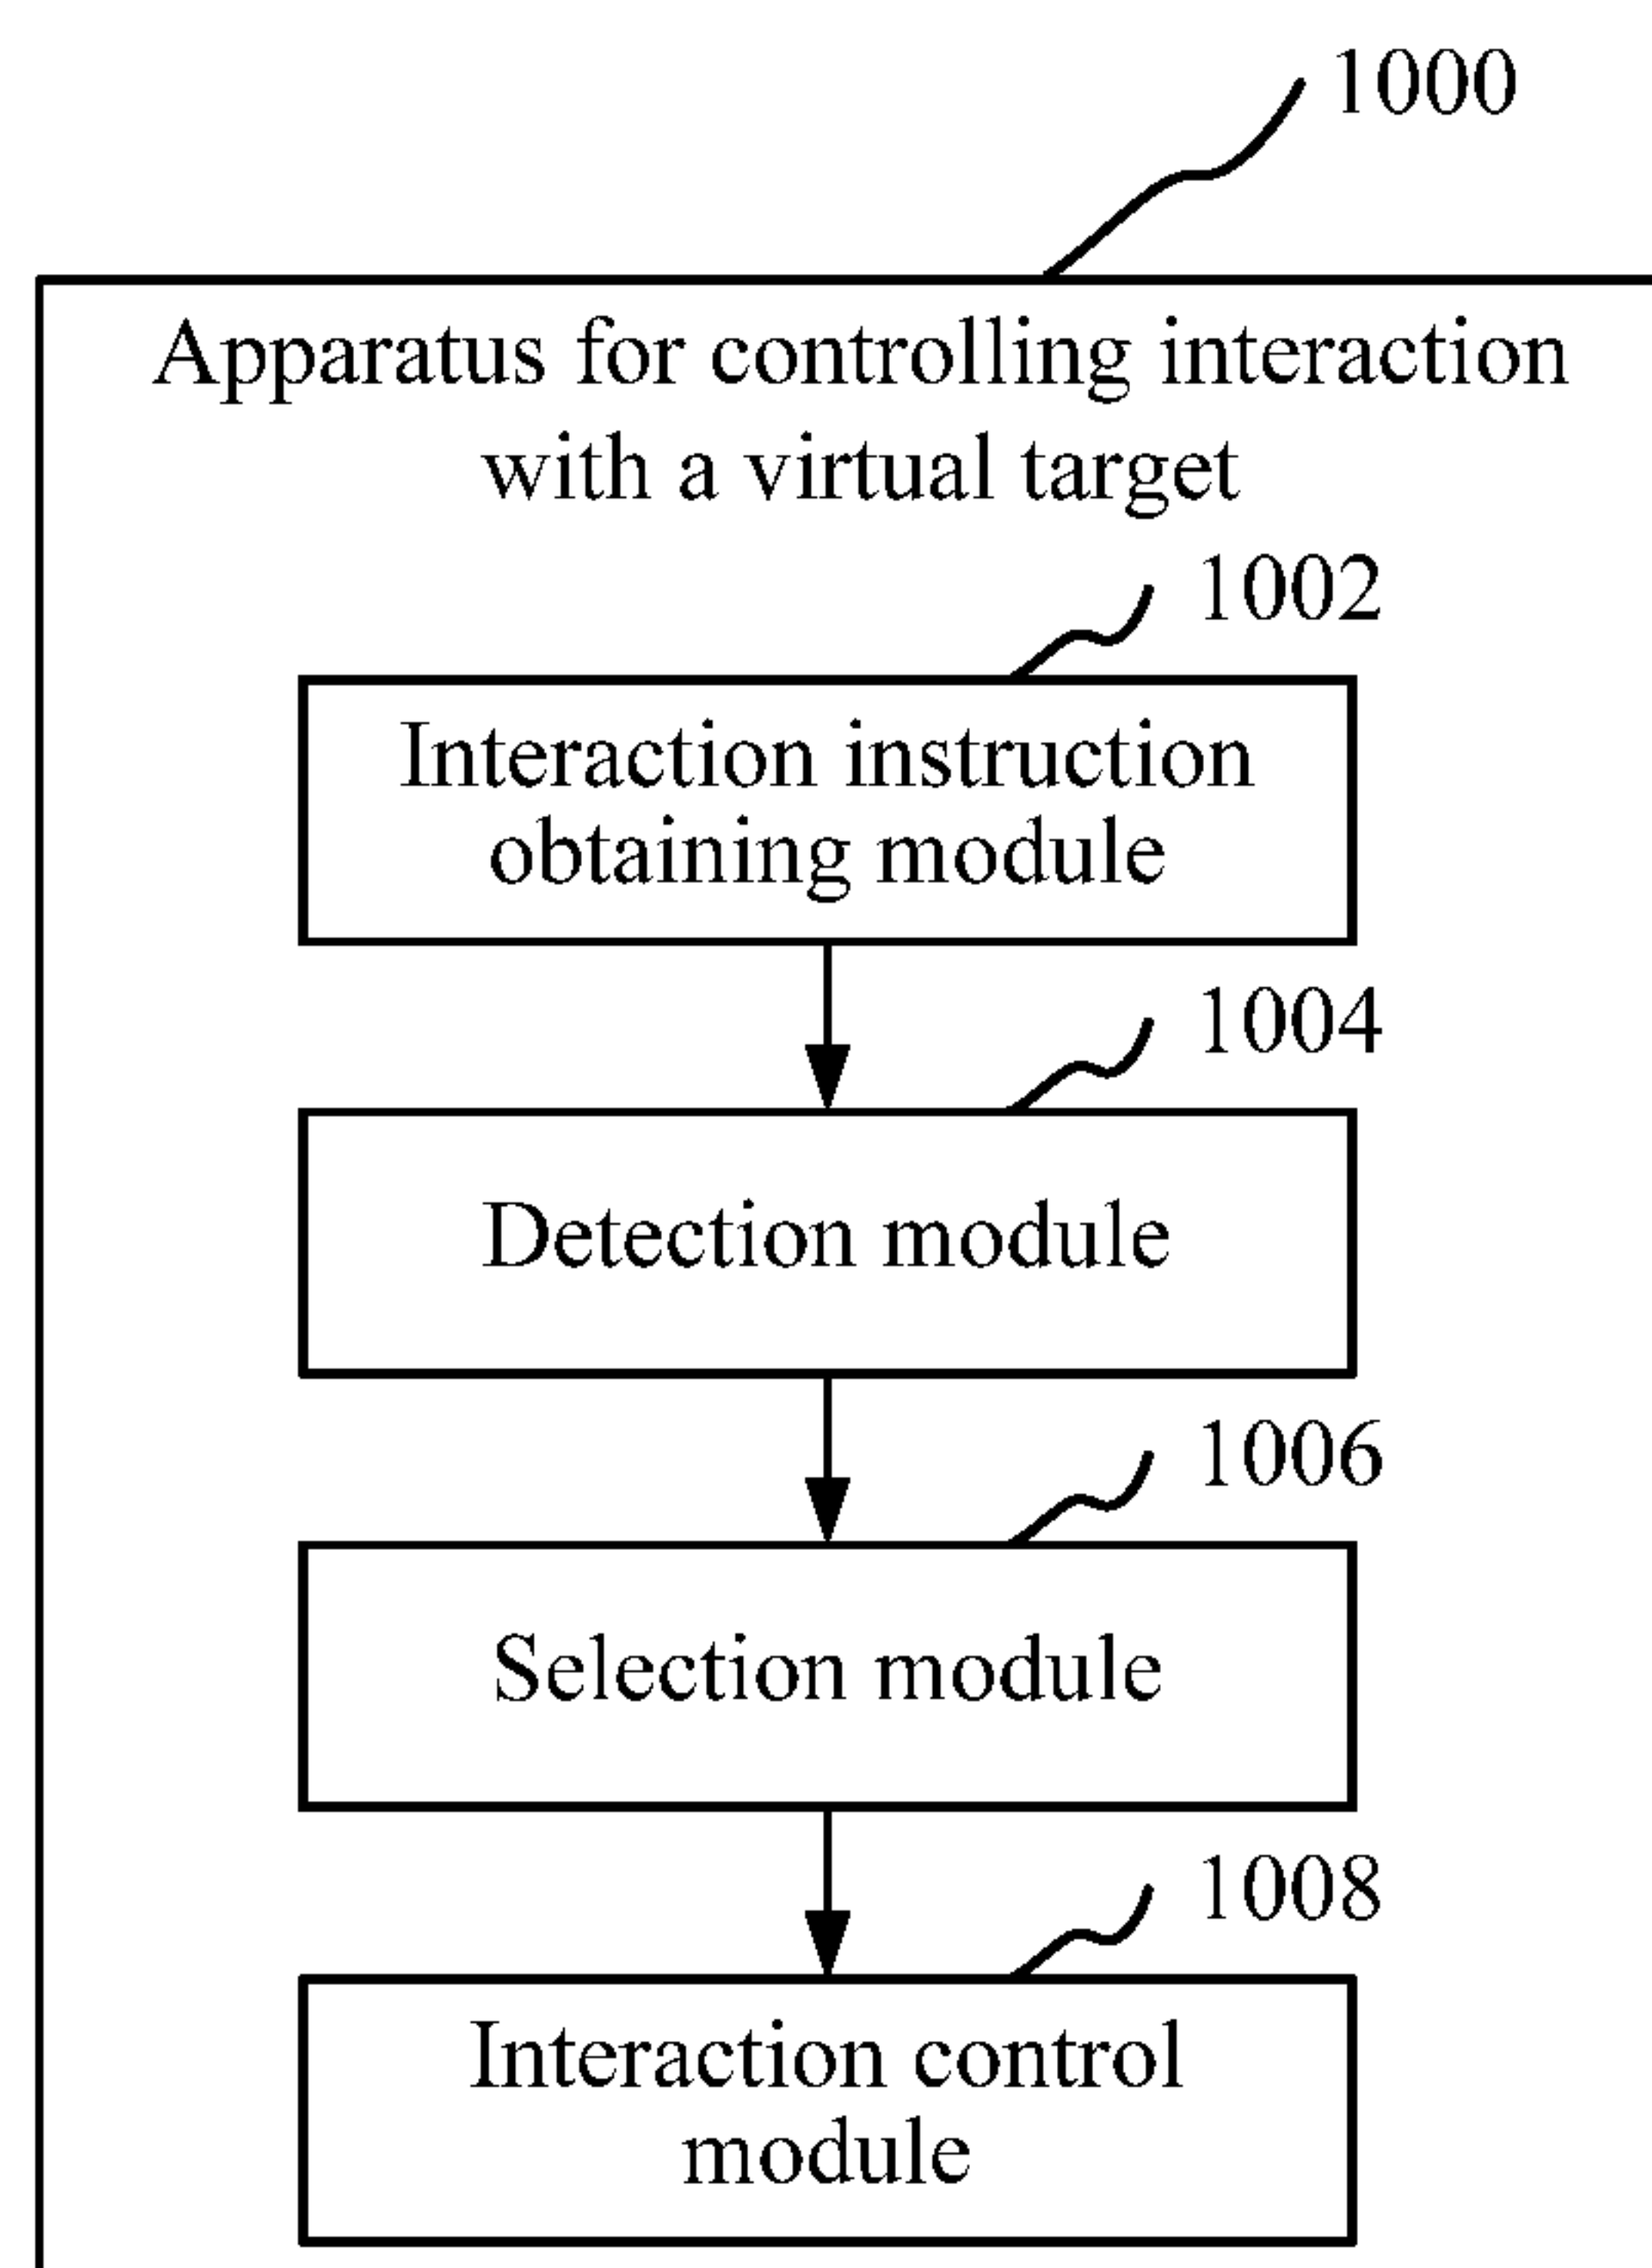 1000
Apparatus for controlling interaction
with a virtual target
1002
Interaction instruction
obtaining module
1004
Detection module
1006
Selection module
1008
Interaction control
module